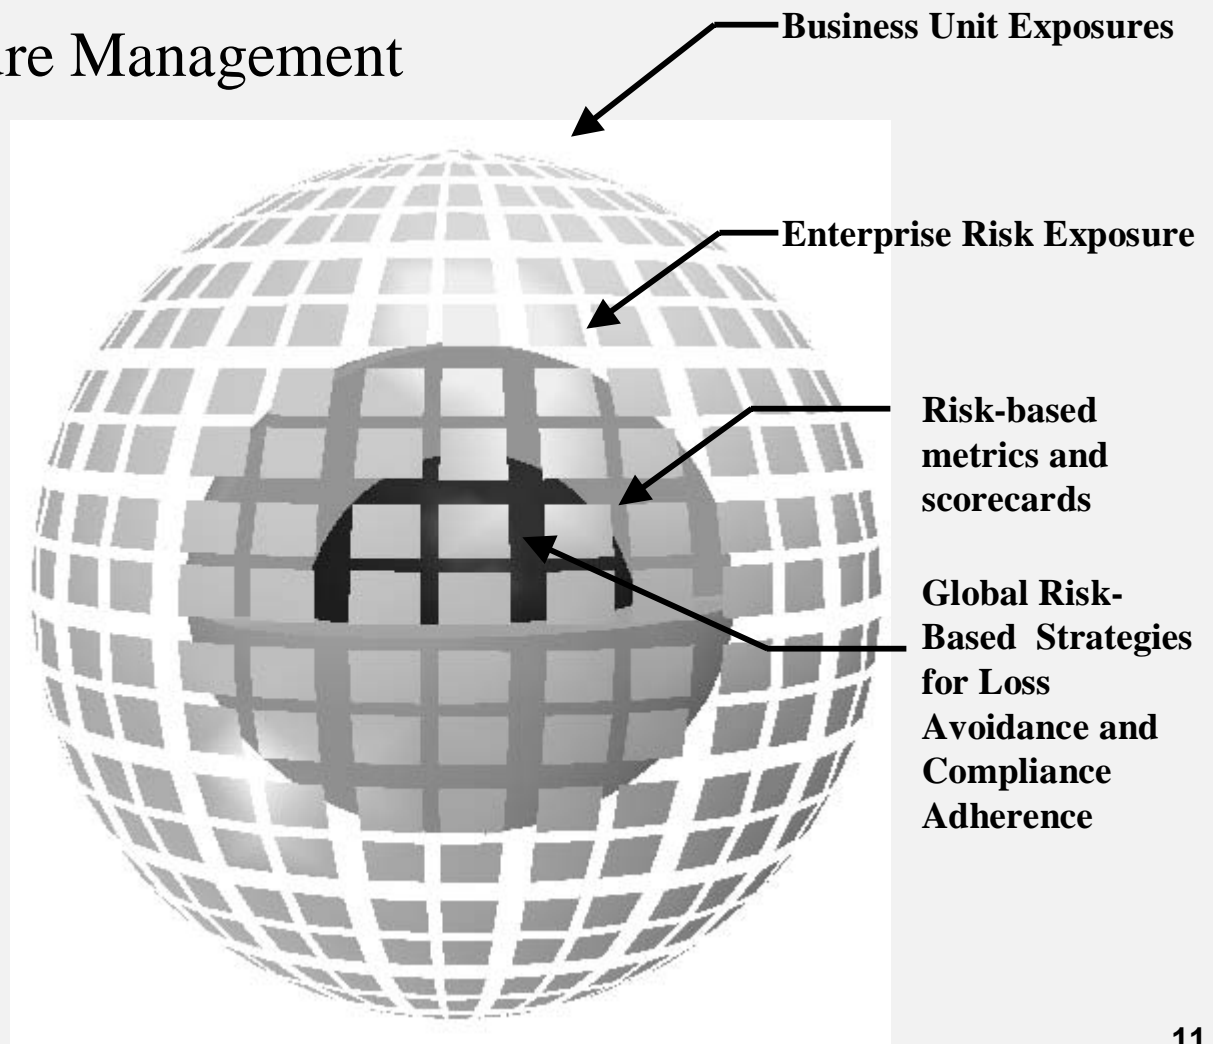 Management
Business Unit Exposures
Enterprise Risk Exposure
Risk-based
metrics and
scorecards
Global Risk-
Based Strategies
for Loss
Avoidance and
Compliance
Adherence
11